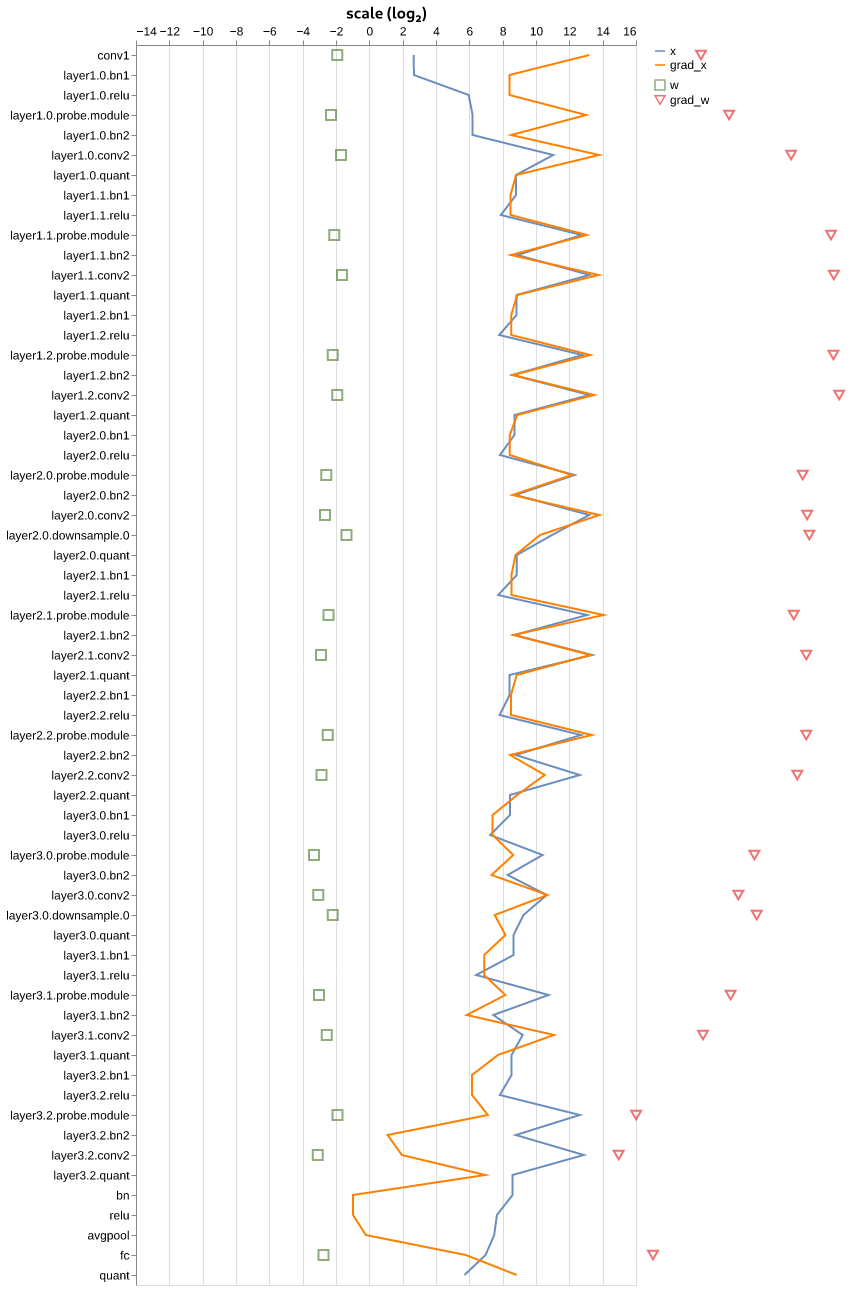 scale (log₂)
−14 −12 −10 −8 −6 −4 −2 0 2 4 6 8 10 12 14 16
x
grad_x
w
grad_w
conv1
layer1.0.bn1
layer1.0.relu
layer1.0.probe.module
layer1.0.bn2
layer1.0.conv2
layer1.0.quant
layer1.1.bn1
layer1.1.relu
layer1.1.probe.module
layer1.1.bn2
layer1.1.conv2
layer1.1.quant
layer1.2.bn1
layer1.2.relu
layer1.2.probe.module
layer1.2.bn2
layer1.2.conv2
layer1.2.quant
layer2.0.bn1
layer2.0.relu
layer2.0.probe.module
layer2.0.bn2
layer2.0.conv2
layer2.0.downsample.0
layer2.0.quant
layer2.1.bn1
layer2.1.relu
layer2.1.probe.module
layer2.1.bn2
layer2.1.conv2
layer2.1.quant
layer2.2.bn1
layer2.2.relu
layer2.2.probe.module
layer2.2.bn2
layer2.2.conv2
layer2.2.quant
layer3.0.bn1
layer3.0.relu
layer3.0.probe.module
layer3.0.bn2
layer3.0.conv2
layer3.0.downsample.0
layer3.0.quant
layer3.1.bn1
layer3.1.relu
layer3.1.probe.module
layer3.1.bn2
layer3.1.conv2
layer3.1.quant
layer3.2.bn1
layer3.2.relu
layer3.2.probe.module
layer3.2.bn2
layer3.2.conv2
layer3.2.quant
bn
relu
avgpool
fc
quant